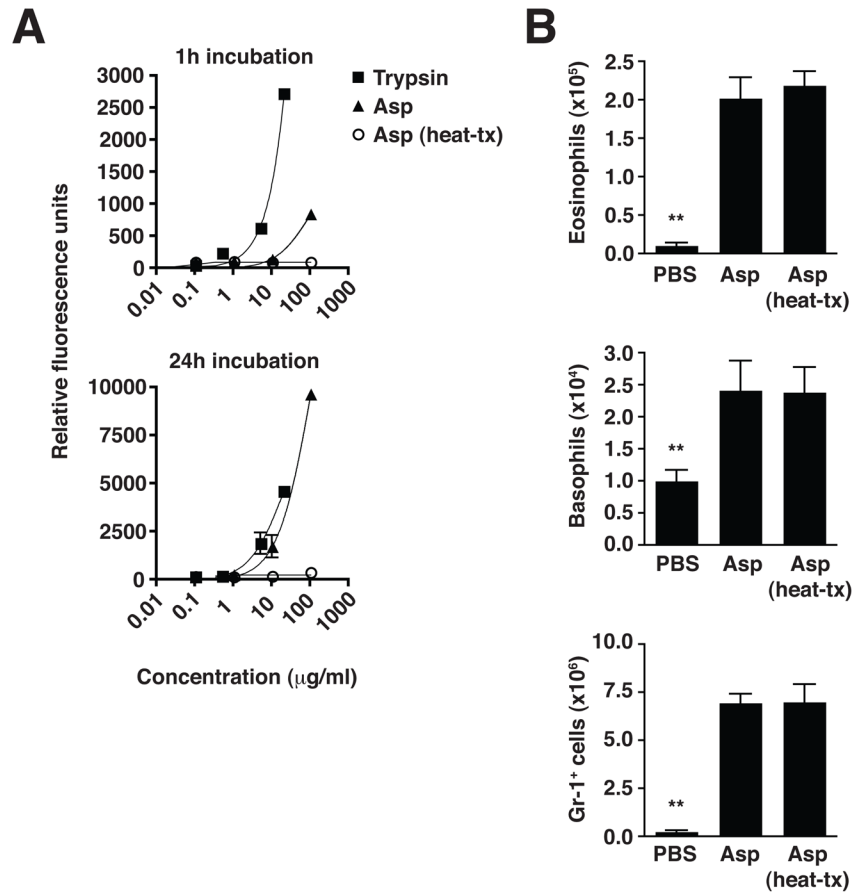 A
1h incubation
3000
2500
2000
1500
1000
500
0
0.01
0.1
1
10
100
1000
Trypsin
Asp
Asp (heat-tx)
Relative fluorescence units
24h incubation
10000
7500
5000
2500
0
0.01
0.1
1
10
100
1000
Concentration (μg/ml)
B
Eosinophils (x10⁵)
2.5
2.0
1.5
1.0
0.5
0.0
**
PBS
Asp
Asp
(heat-tx)
Basophils (x10⁴)
3.0
2.5
2.0
1.5
1.0
0.5
0.0
**
PBS
Asp
Asp
(heat-tx)
Gr-1⁺ cells (x10⁶)
10.0
7.5
5.0
2.5
0.0
**
PBS
Asp
Asp
(heat-tx)